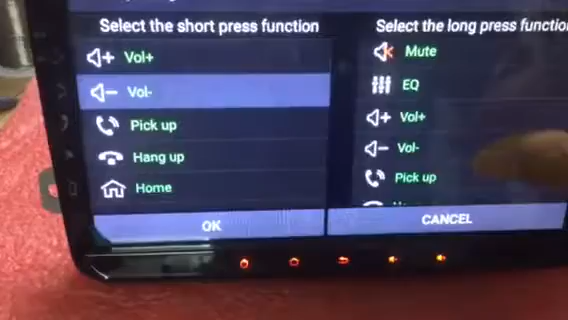 Select the short press function
Vol+
Vol-
Pick up
Hang up
Home
OK
Select the long press function
Mute
EQ
Vol+
Vol-
Pick up
CANCEL